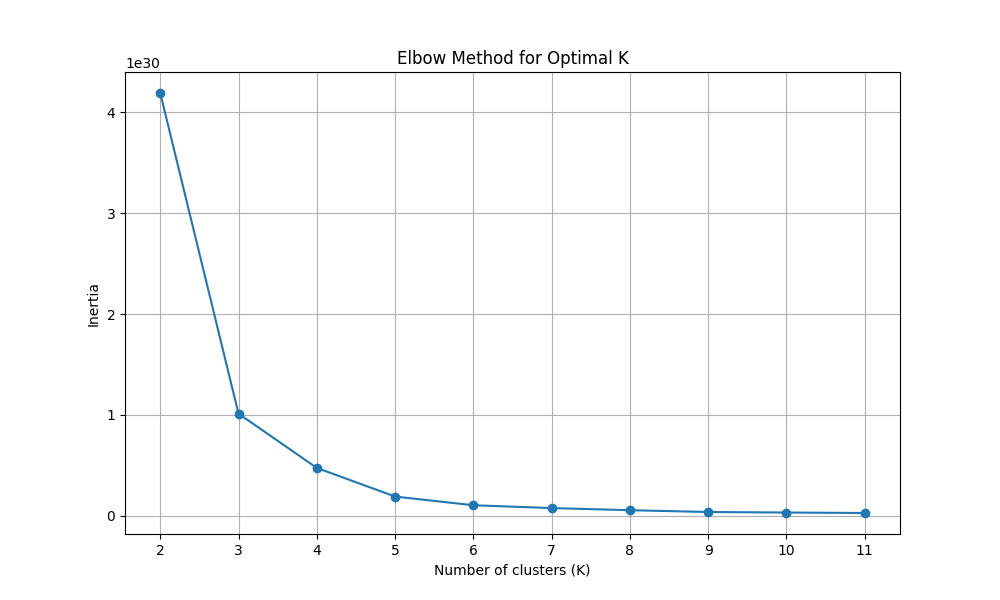 Elbow Method for Optimal K
1e30
4
3
2
1
0
Inertia
2 3 4 5 6 7 8 9 10 11
Number of clusters (K)